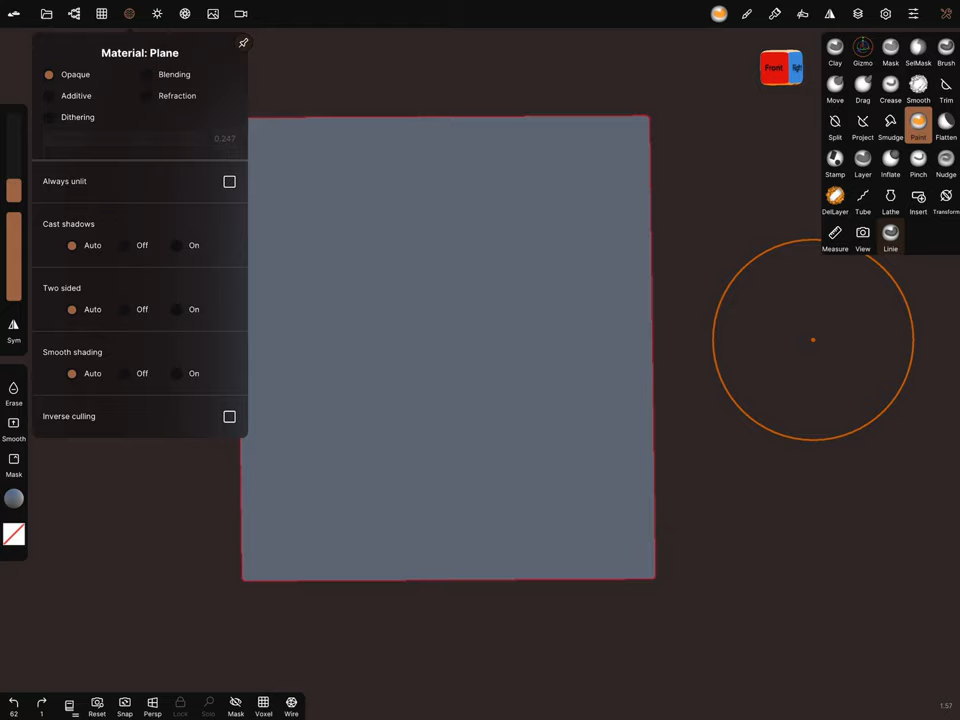 Material: Plane
Opaque
Blending
Additive
Refraction
Dithering
0.247
Always unlit
Cast shadows
Auto
Off
On
Two sided
Auto
Off
On
Smooth shading
Auto
Off
On
Inverse culling
Sym
Erase
Smooth
Mask
Front
Right
Clay
Gizmo
Mask
SelMask
Brush
Move
Drag
Crease
Smooth
Trim
Split
Project
Smudge
Paint
Flatten
Stamp
Layer
Inflate
Pinch
Nudge
DelLayer
Tube
Lathe
Insert
Transform
Measure
View
Linie
62
1
Reset
Snap
Persp
Lock
Solo
Mask
Voxel
Wire
1.57